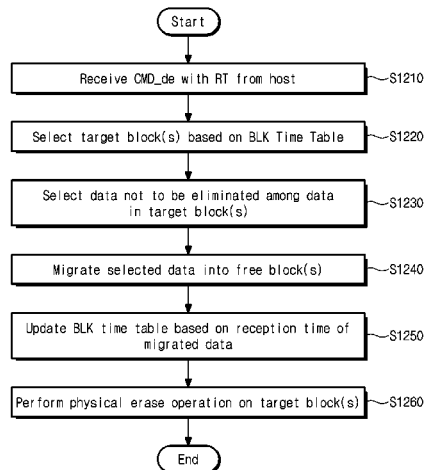 Start
Receive CMD_de with RT from host
S1210
Select target block(s) based on BLK Time Table
S1220
Select data not to be eliminated among data
in target block(s)
S1230
Migrate selected data into free block(s)
S1240
Update BLK time table based on reception time of
migrated data
S1250
Perform physical erase operation on target block(s)
S1260
End